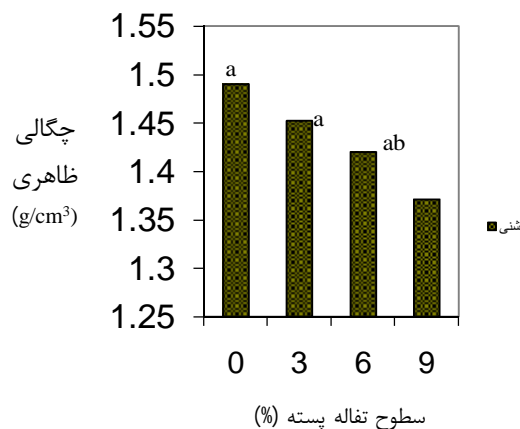 1.55
1.5
1.45
1.4
1.35
1.3
1.25
چگالی
ظاهری
(g/cm³)
a
a
ab
شنی
0 3 6 9
سطوح تفاله پسته (%)